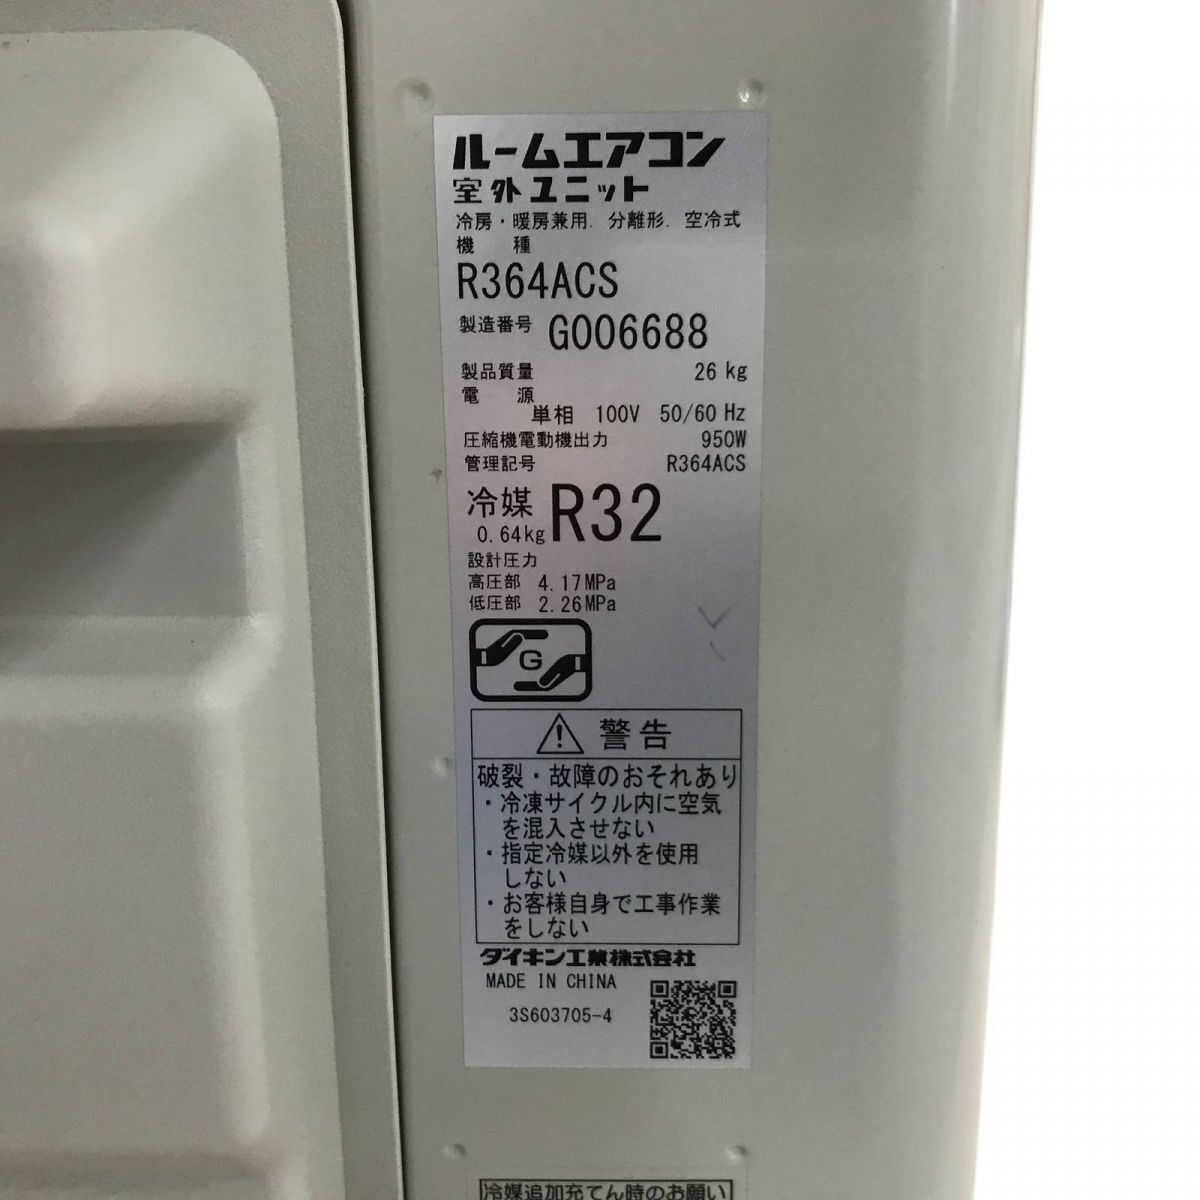 ルームエアコン
室外ユニット
冷房・暖房兼用. 分離形. 空冷式
機 種
R364ACS
製造番号 G006688
製品質量 26 kg
電 源
単相 100V 50/60 Hz
圧縮機電動機出力 950W
管理記号 R364ACS
冷媒 R32
0.64kg
設計圧力
高圧部 4.17MPa
低圧部 2.26MPa
G
警告
破裂・故障のおそれあり
・冷凍サイクル内に空気
を混入させない
・指定冷媒以外を使用
しない
・お客様自身で工事作業
をしない
ダイキン工業株式会社
MADE IN CHINA
3S603705-4
冷媒追加充てん時のお願い